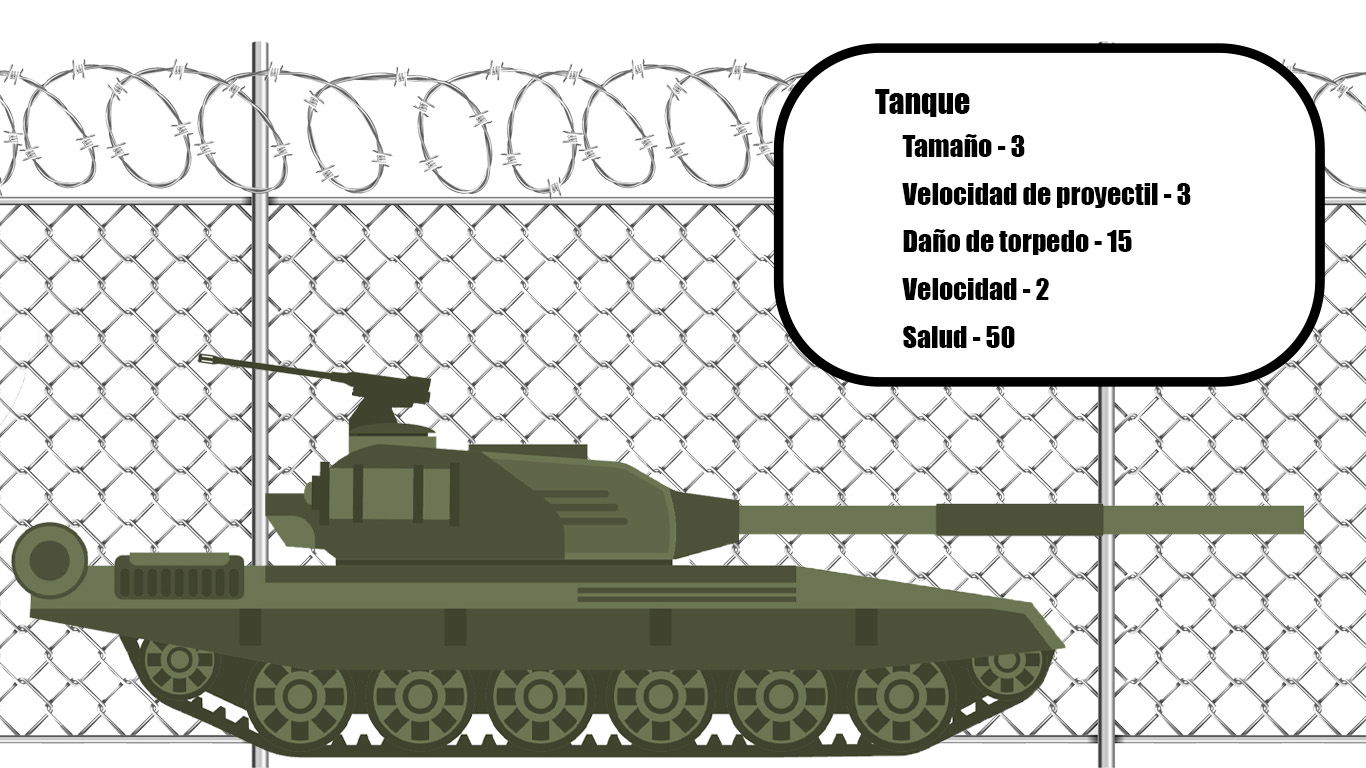 Tanque
Tamaño - 3
Velocidad de proyectil - 3
Daño de torpedo - 15
Velocidad - 2
Salud - 50